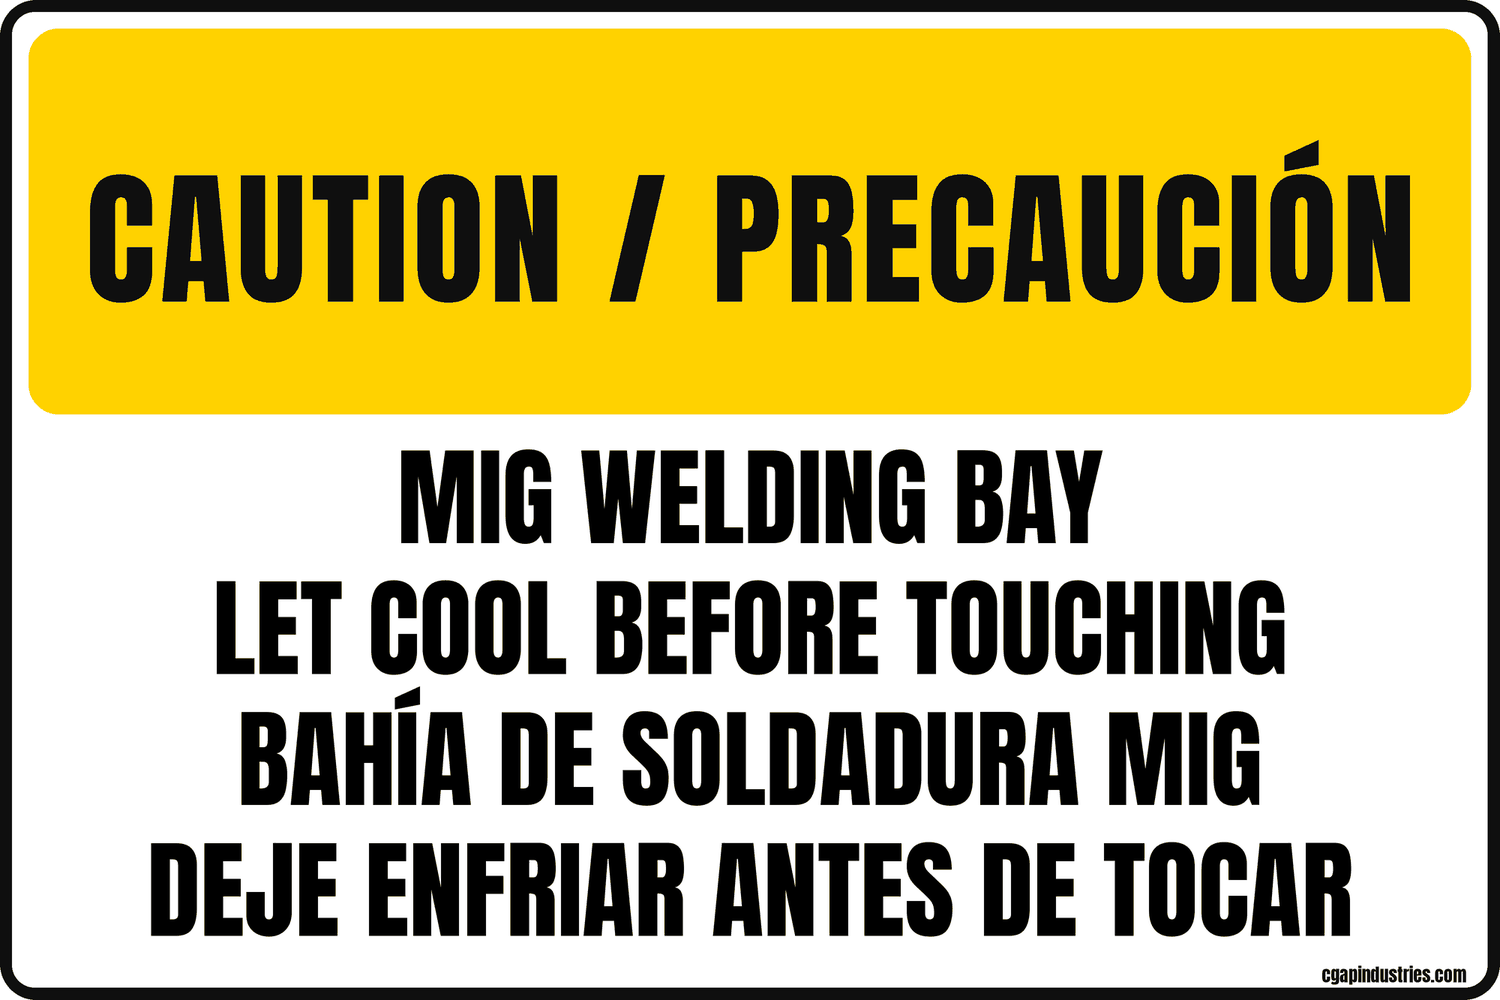 CAUTION / PRECAUCIÓN
MIG WELDING BAY
LET COOL BEFORE TOUCHING
BAHÍA DE SOLDADURA MIG
DEJE ENFRIAR ANTES DE TOCAR
cgapindustries.com